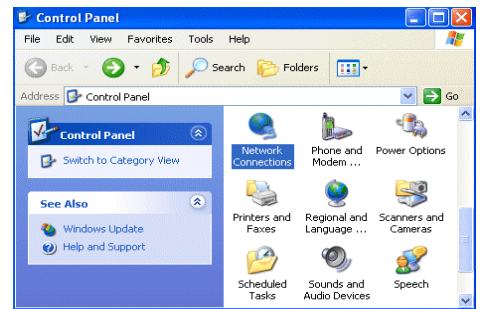 Control Panel
File Edit View Favorites Tools Help
Back Search Folders
Address Control Panel Go
Control Panel
Switch to Category View
See Also
Windows Update
Help and Support
Network Connections
Phone and Modem ...
Power Options
Printers and Faxes
Regional and Language ...
Scanners and Cameras
Scheduled Tasks
Sounds and Audio Devices
Speech